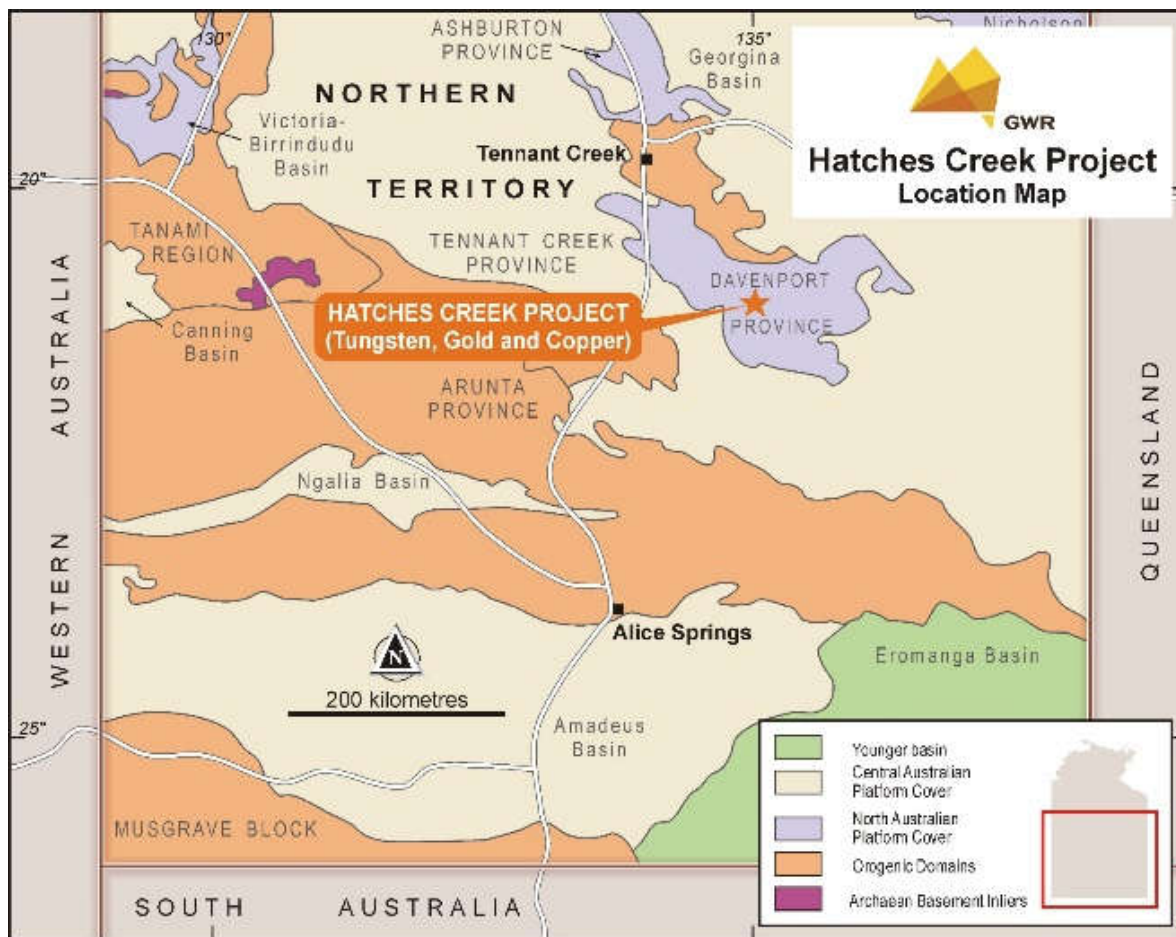 130°
135°
ASHBURTON
PROVINCE
Georgina
Basin
Nicholson
NORTHERN
TERRITORY
Victoria-
Birrindudu
Basin
Tennant Creek
GWR
Hatches Creek Project
Location Map
20°
TANAMI
REGION
TENNANT CREEK
PROVINCE
DAVENPORT
PROVINCE
HATCHES CREEK PROJECT
(Tungsten, Gold and Copper)
Canning
Basin
ARUNTA
PROVINCE
WESTERN AUSTRALIA
QUEENSLAND
Ngalia Basin
Alice Springs
Eromanga Basin
N
200 kilometres
25°
Amadeus
Basin
MUSGRAVE BLOCK
SOUTH AUSTRALIA
Younger basin
Central Australian
Platform Cover
North Australian
Platform Cover
Orogenic Domains
Archaean Basement Inliers